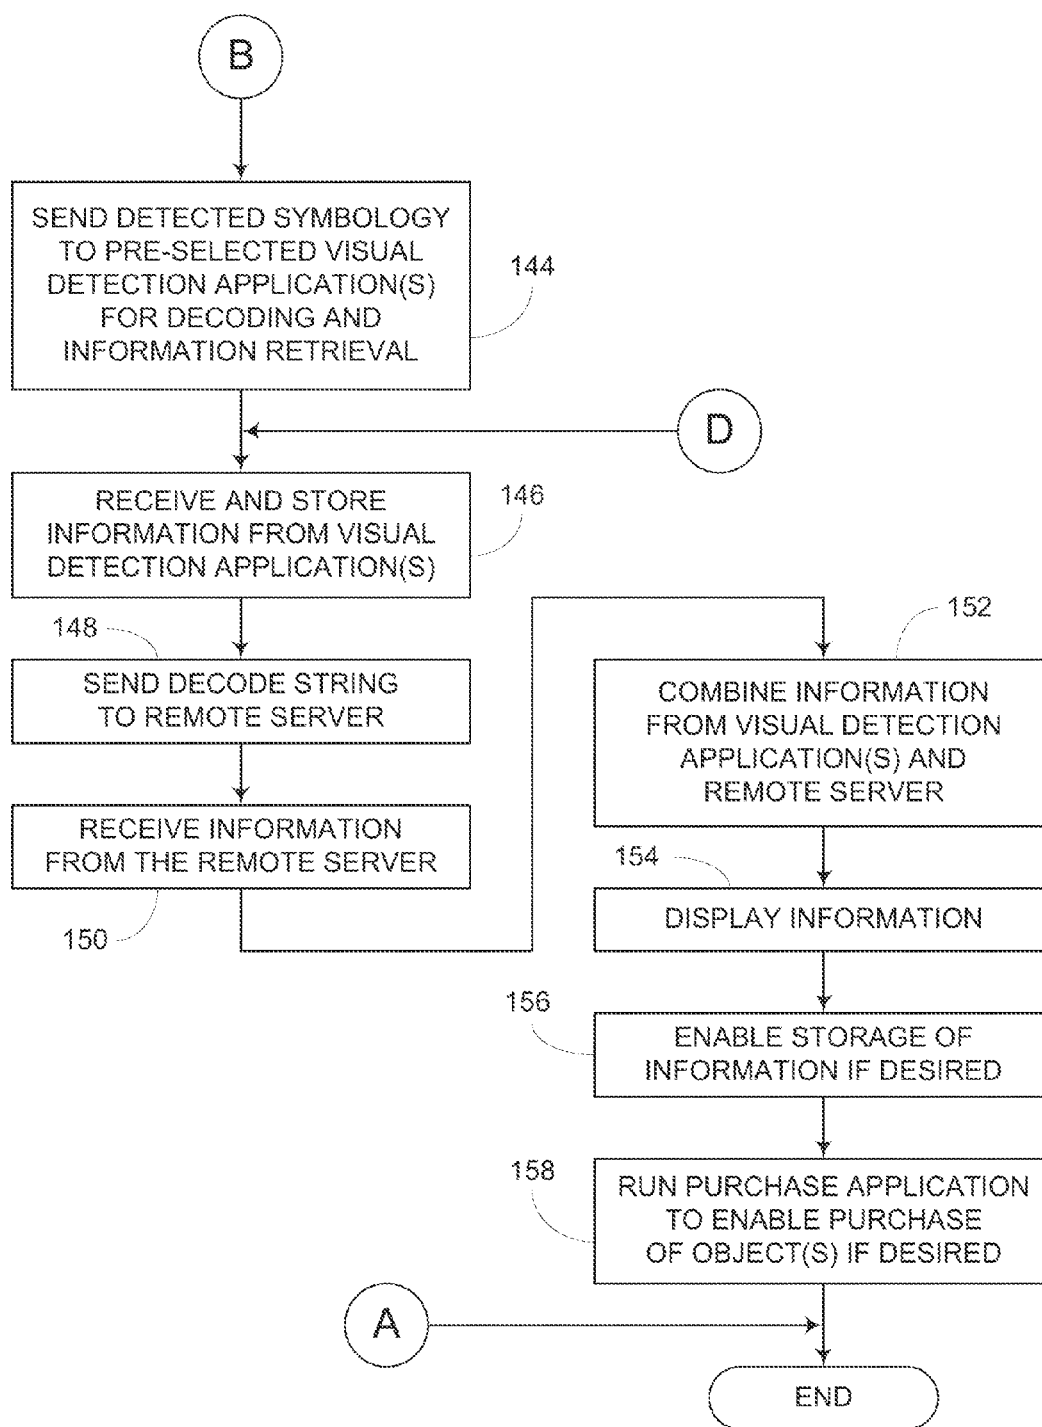 B
SEND DETECTED SYMBOLOGY
TO PRE-SELECTED VISUAL
DETECTION APPLICATION(S)
FOR DECODING AND
INFORMATION RETRIEVAL
144
D
RECEIVE AND STORE
INFORMATION FROM VISUAL
DETECTION APPLICATION(S)
146
148
SEND DECODE STRING
TO REMOTE SERVER
RECEIVE INFORMATION
FROM THE REMOTE SERVER
150
152
COMBINE INFORMATION
FROM VISUAL DETECTION
APPLICATION(S) AND
REMOTE SERVER
154
DISPLAY INFORMATION
156
ENABLE STORAGE OF
INFORMATION IF DESIRED
158
RUN PURCHASE APPLICATION
TO ENABLE PURCHASE
OF OBJECT(S) IF DESIRED
A
END